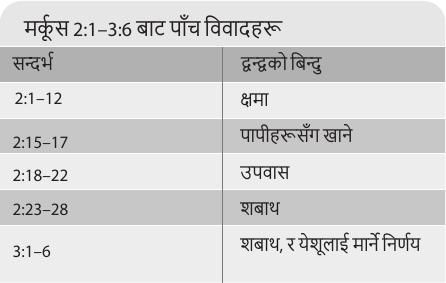 मर्कूस 2:1–3:6 बाट पाँच विवादहरू
सन्दर्भ द्वन्द्वको बिन्दु
2:1–12 क्षमा
2:15–17 पापीहरूसँग खाने
2:18–22 उपवास
2:23–28 शबाथ
3:1–6 शबाथ, र येशूलाई मार्ने निर्णय